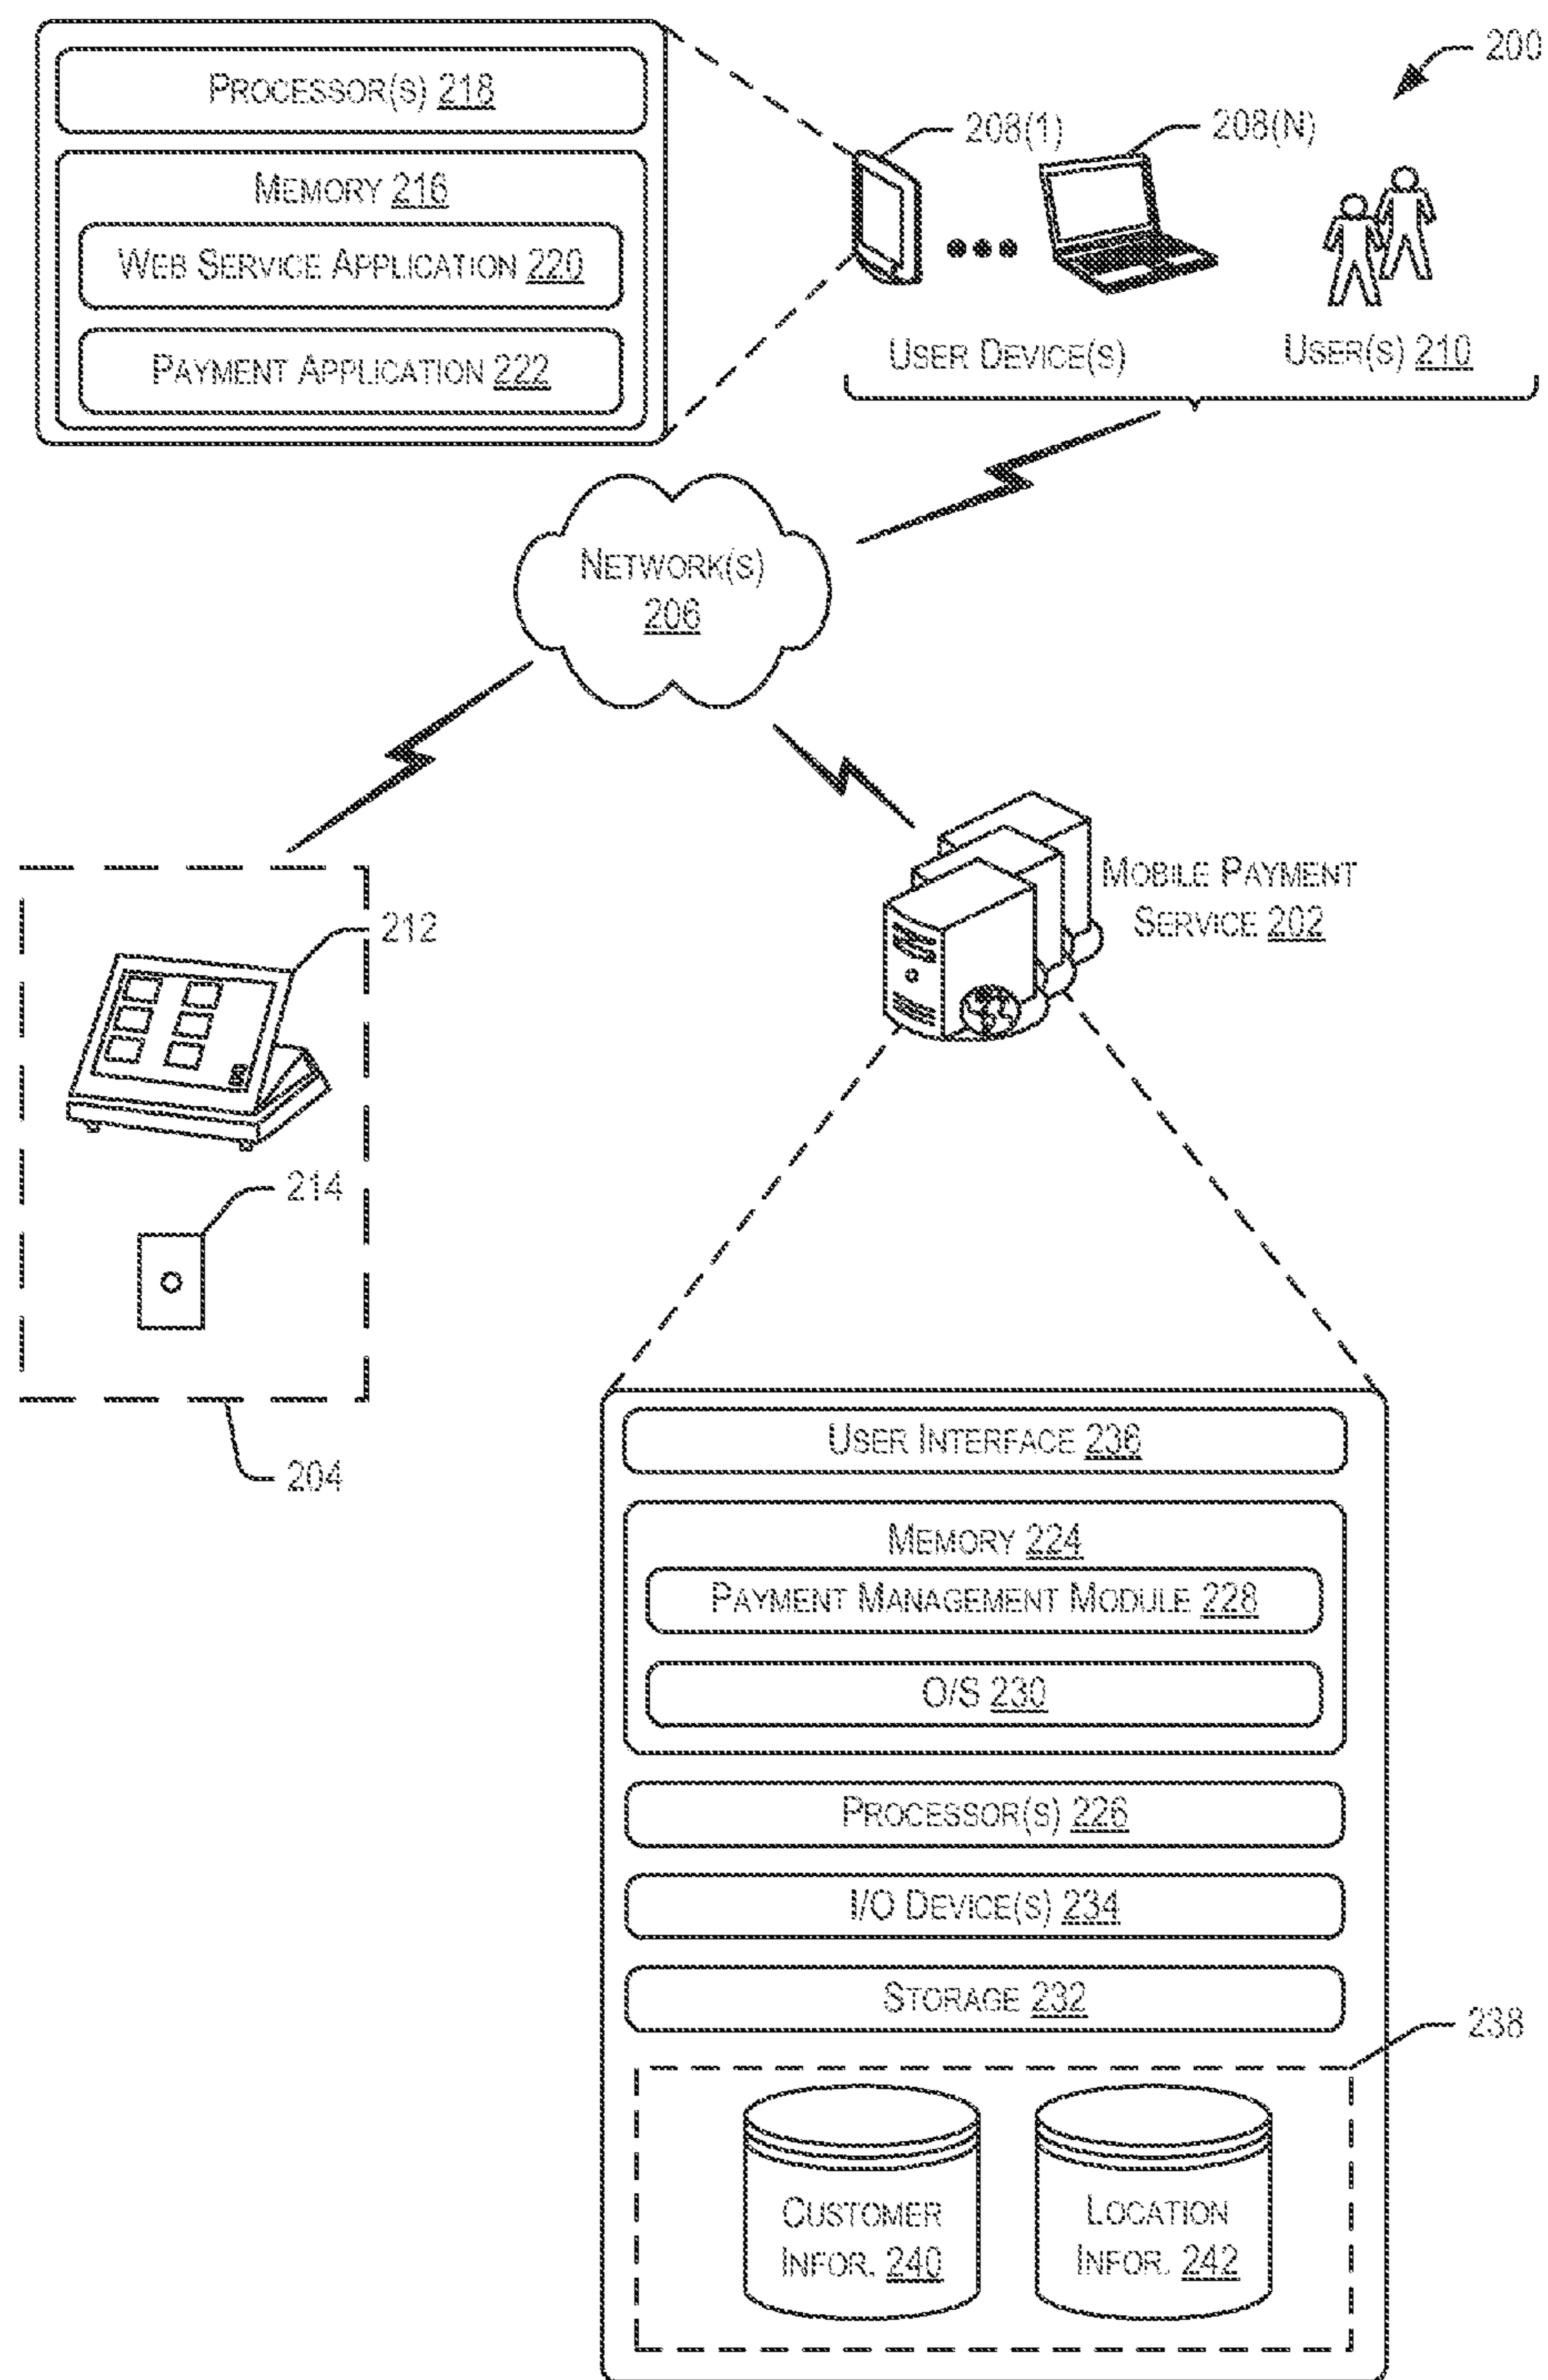 200
PROCESSOR(S) 218
MEMORY 216
WEB SERVICE APPLICATION 220
PAYMENT APPLICATION 222
208(1)
208(N)
USER DEVICE(S)
USER(S) 210
NETWORK(S)
206
MOBILE PAYMENT
SERVICE 202
212
214
204
USER INTERFACE 236
MEMORY 224
PAYMENT MANAGEMENT MODULE 228
O/S 230
PROCESSOR(S) 226
I/O DEVICE(S) 234
STORAGE 232
238
CUSTOMER
INFOR. 240
LOCATION
INFOR. 242